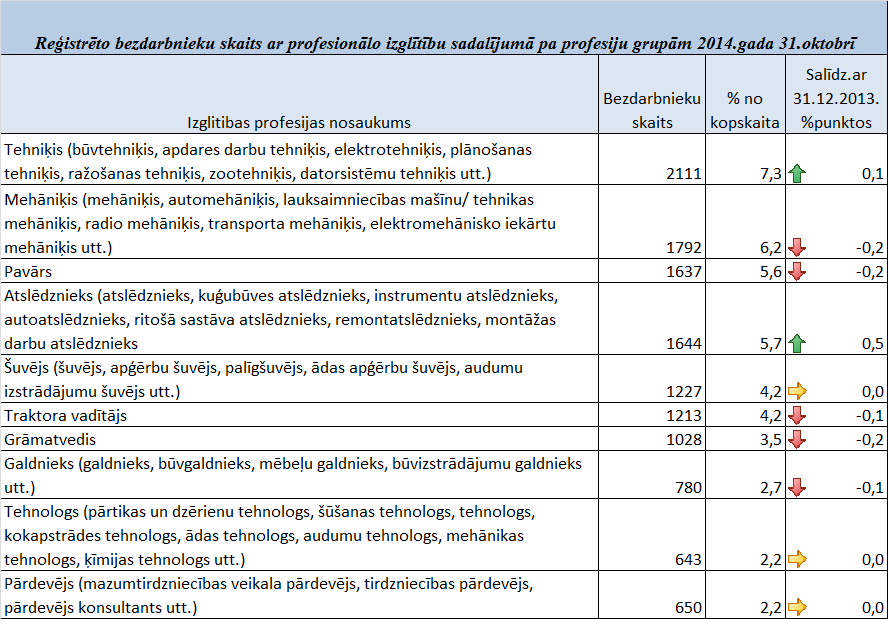 Reģistrēto bezdarbnieku skaits ar profesionālo izglītību sadalījumā pa profesiju grupām 2014.gada 31.oktobrī
Izglītibas profesijas nosaukums
Bezdarbnieku
skaits
% no
kopskaita
Salīdz.ar
31.12.2013.
%punktos
Tehniķis (būvtehniķis, apdares darbu tehniķis, elektrotehniķis, plānošanas
tehniķis, ražošanas tehniķis, zootehniķis, datorsistēmu tehniķis utt.) 2111 7,3 0,1
Mehāniķis (mehāniķis, automehāniķis, lauksaimniecības mašīnu/ tehnikas
mehāniķis, radio mehāniķis, transporta mehāniķis, elektromehānisko iekārtu
mehāniķis utt.) 1792 6,2 -0,2
Pavārs 1637 5,6 -0,2
Atslēdznieks (atslēdznieks, kuģubūves atslēdznieks, instrumentu atslēdznieks,
autoatslēdznieks, ritošā sastāva atslēdznieks, remontatslēdznieks, montāžas
darbu atslēdznieks 1644 5,7 0,5
Šuvējs (šuvējs, apģērbu šuvējs, palīgšuvējs, ādas apģērbu šuvējs, audumu
izstrādājumu šuvējs utt.) 1227 4,2 0,0
Traktora vadītājs 1213 4,2 -0,1
Grāmatvedis 1028 3,5 -0,2
Galdnieks (galdnieks, būvgaldnieks, mēbeļu galdnieks, būvizstrādājumu galdnieks
utt.) 780 2,7 -0,1
Tehnologs (pārtikas un dzērienu tehnologs, šūšanas tehnologs, tehnologs,
kokapstrādes tehnologs, ādas tehnologs, audumu tehnologs, mehānikas
tehnologs, ķīmijas tehnologs utt.) 643 2,2 0,0
Pārdevējs (mazumtirdzniecības veikala pārdevējs, tirdzniecības pārdevējs,
pārdevējs konsultants utt.) 650 2,2 0,0